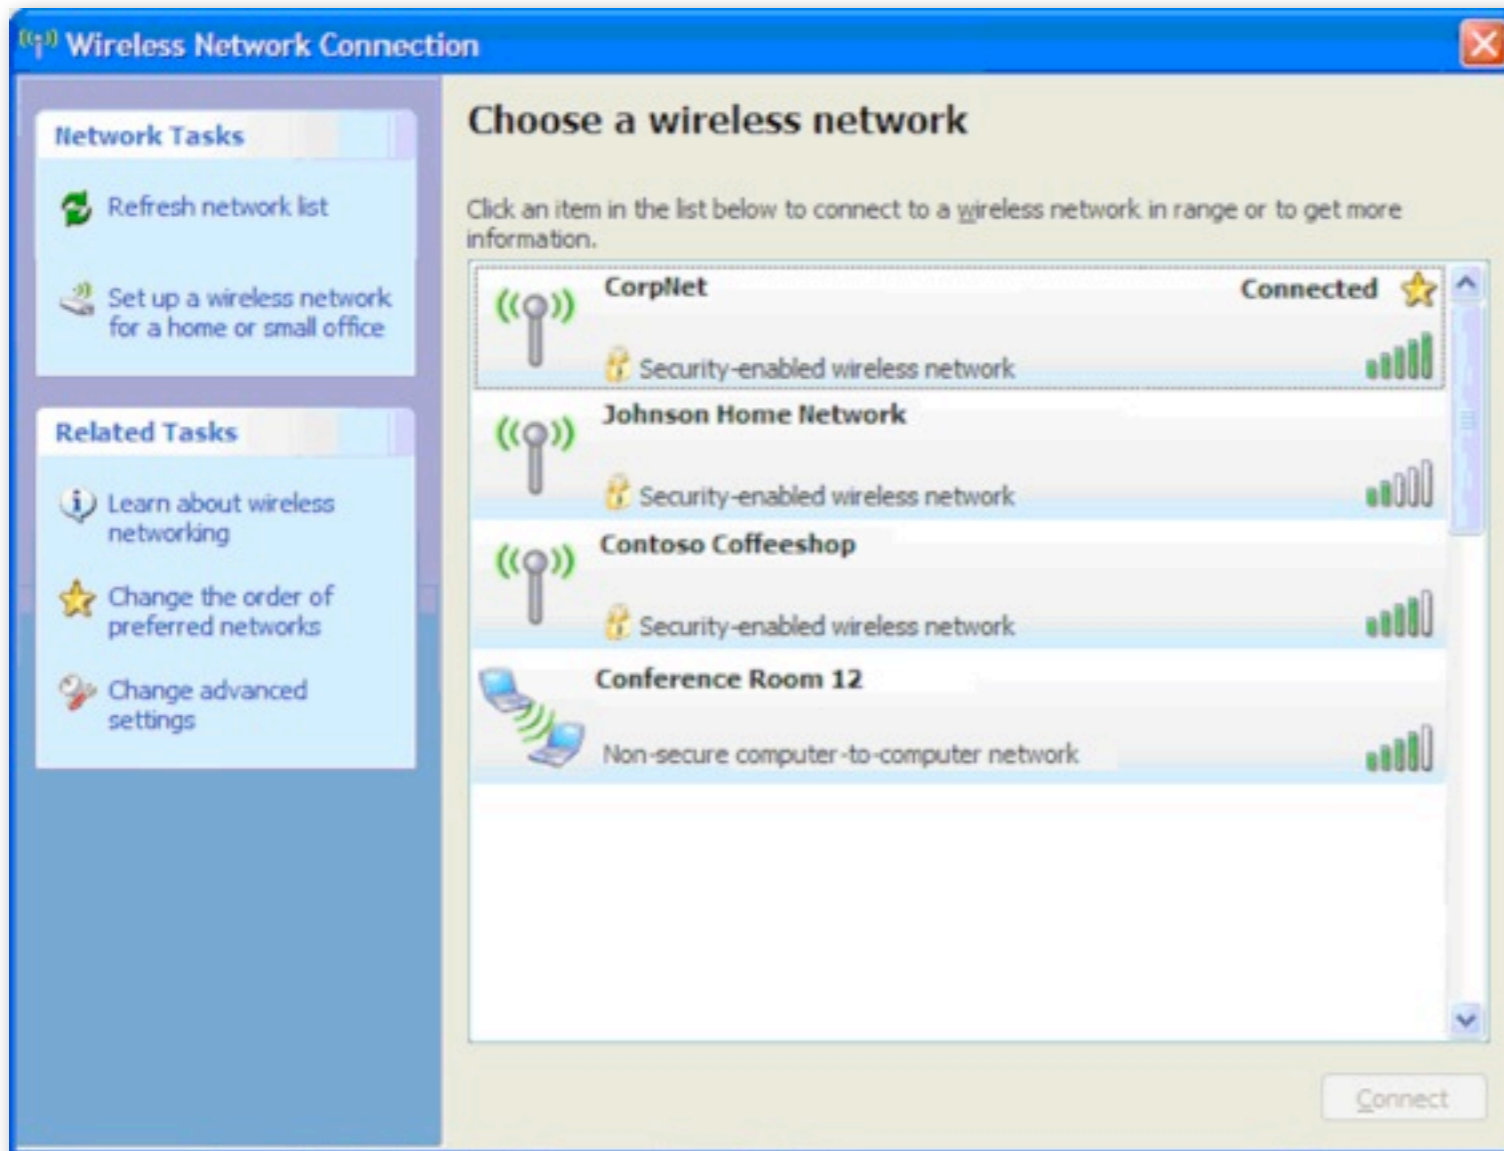 Wireless Network Connection
Network Tasks
Refresh network list
Set up a wireless network
for a home or small office
Related Tasks
Learn about wireless
networking
Change the order of
preferred networks
Change advanced
settings
Choose a wireless network
Click an item in the list below to connect to a wireless network in range or to get more
information.
CorpNet Connected
Security-enabled wireless network
Johnson Home Network
Security-enabled wireless network
Contoso Coffeeshop
Security-enabled wireless network
Conference Room 12
Non-secure computer-to-computer network
Connect